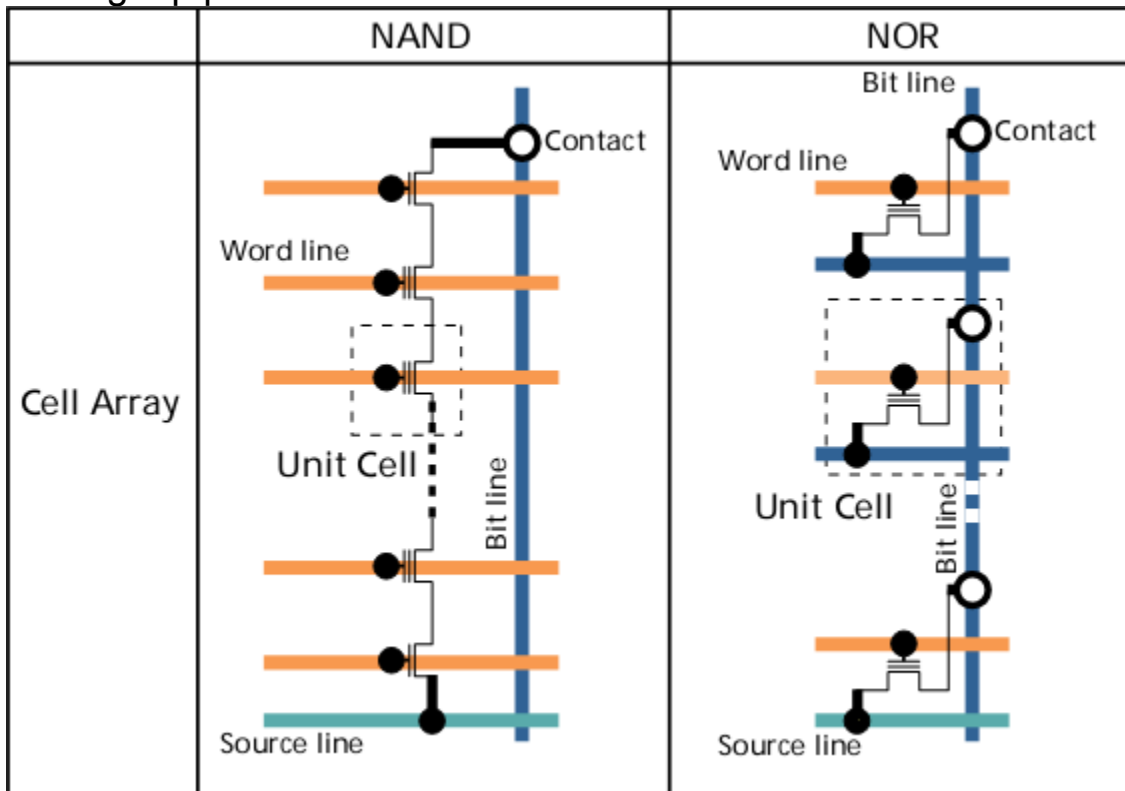 NAND
NOR
Cell Array
Contact
Word line
Unit Cell
Bit line
Source line
Bit line
Contact
Word line
Unit Cell
Bit line
Source line